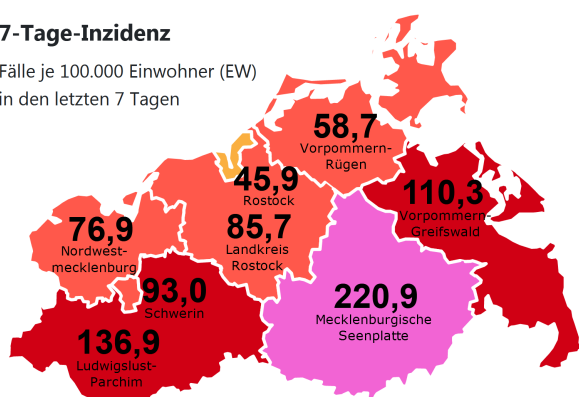 7-Tage-Inzidenz
Fälle je 100.000 Einwohner (EW)
in den letzten 7 Tagen
58,7
Vorpommern-
Rügen
45,9
Rostock
110,3
Vorpommern-
Greifswald
76,9
Nordwest-
mecklenburg
85,7
Landkreis
Rostock
93,0
Schwerin
220,9
Mecklenburgische
Seenplatte
136,9
Ludwigslust-
Parchim